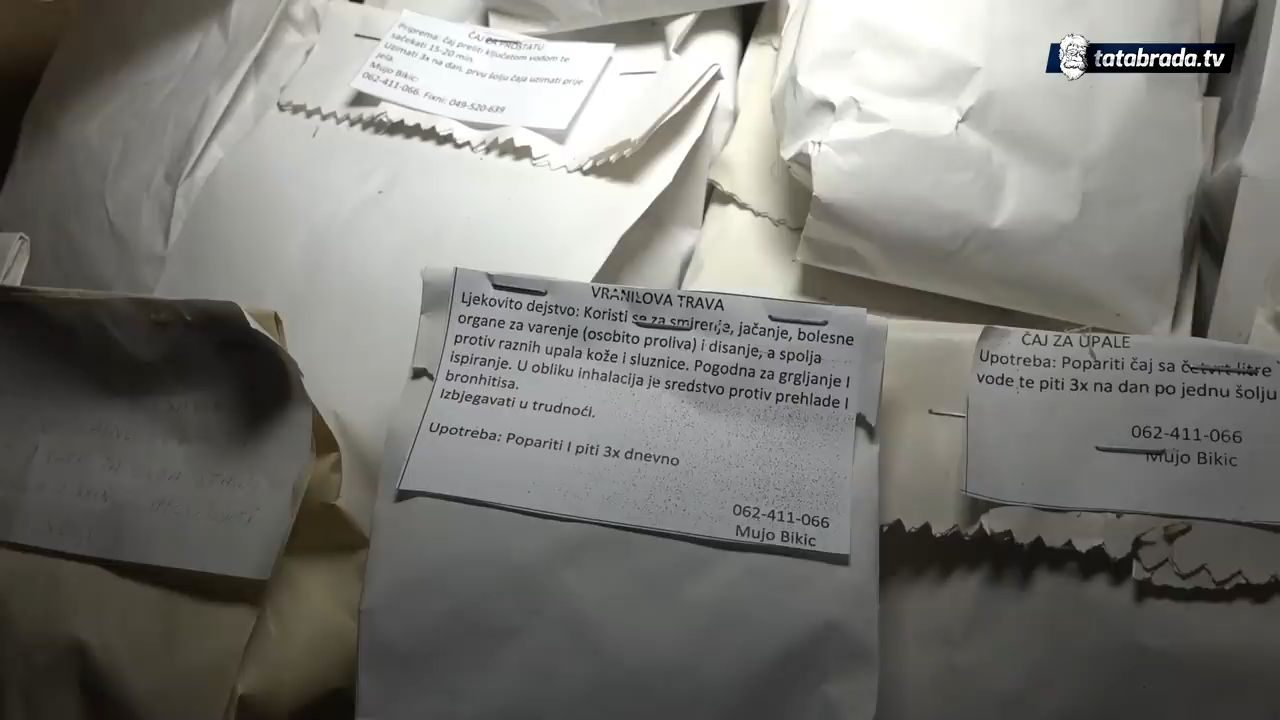 tatabrada.tv
ČAJ ZA PROSTATU
Priprema: čaj preliti ključatom vodom te
sačekati 15-20 min.
Uzimati 3x na dan, prvu šolju čaja uzimati prije
jela.
Mujo Bikic:
062-411-066. Fixni: 049-520-639
VRANILOVA TRAVA
Ljekovito dejstvo: Koristi se za smirenje, jačanje, bolesne
organe za varenje (osobito proliva) i disanje, a spolja
protiv raznih upala kože i sluznice. Pogodna za grgljanje I
ispiranje. U obliku inhalacija je sredstvo protiv prehlade I
bronhitisa.
Izbjegavati u trudnoći.
Upotreba: Popariti I piti 3x dnevno
062-411-066
Mujo Bikic
ČAJ ZA UPALE
Upotreba: Popariti čaj sa četvrt litre
vode te piti 3x na dan po jednu šolju
062-411-066
Mujo Bikic